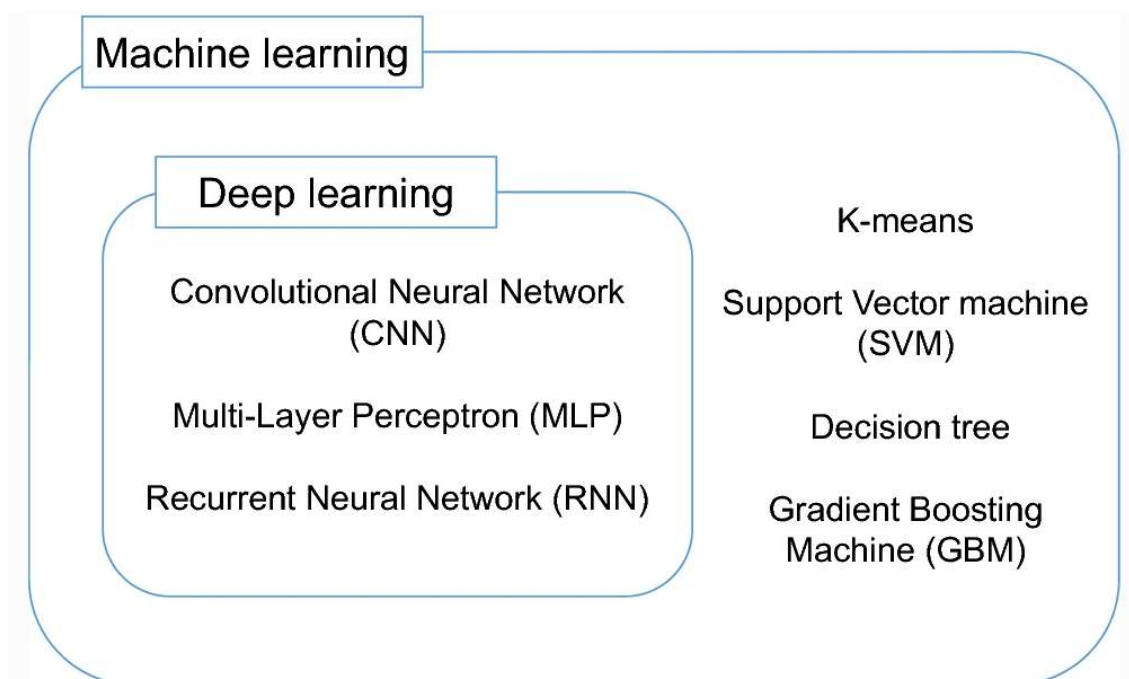 Machine learning
Deep learning
Convolutional Neural Network
(CNN)
Multi-Layer Perceptron (MLP)
Recurrent Neural Network (RNN)
K-means
Support Vector machine
(SVM)
Decision tree
Gradient Boosting
Machine (GBM)